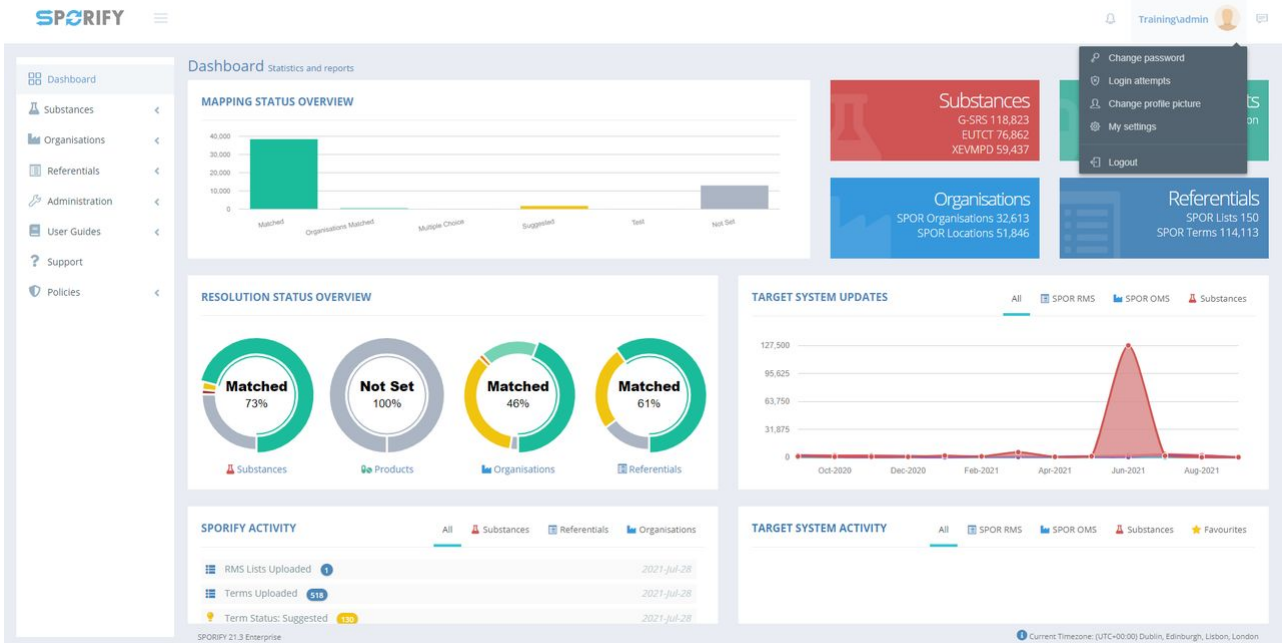 SPORIFY
Training\admin
Change password
Login attempts
Change profile picture
My settings
Logout
Dashboard
Substances
Organisations
Referentials
Administration
User Guides
Support
Policies
Dashboard Statistics and reports
MAPPING STATUS OVERVIEW
40,000
30,000
20,000
10,000
0
Matched
Organisations Matched
Multiple Choice
Suggested
Test
Not Set
Substances
G-SRS 118,823
EUTCT 76,862
XEVMPD 59,437
ts
on
Organisations
SPOR Organisations 32,613
SPOR Locations 51,846
Referentials
SPOR Lists 150
SPOR Terms 114,113
RESOLUTION STATUS OVERVIEW
Matched
73%
Substances
Not Set
100%
Products
Matched
46%
Organisations
Matched
61%
Referentials
TARGET SYSTEM UPDATES
All SPOR RMS SPOR OMS Substances
127,500
95,625
63,750
31,875
0
Oct-2020 Dec-2020 Feb-2021 Apr-2021 Jun-2021 Aug-2021
SPORIFY ACTIVITY
All Substances Referentials Organisations
RMS Lists Uploaded 1 2021-Jul-28
Terms Uploaded 518 2021-Jul-28
Term Status: Suggested 130 2021-Jul-28
TARGET SYSTEM ACTIVITY
All SPOR RMS SPOR OMS Substances Favourites
SPORIFY 21.3 Enterprise
Current Timezone: (UTC+00:00) Dublin, Edinburgh, Lisbon, London